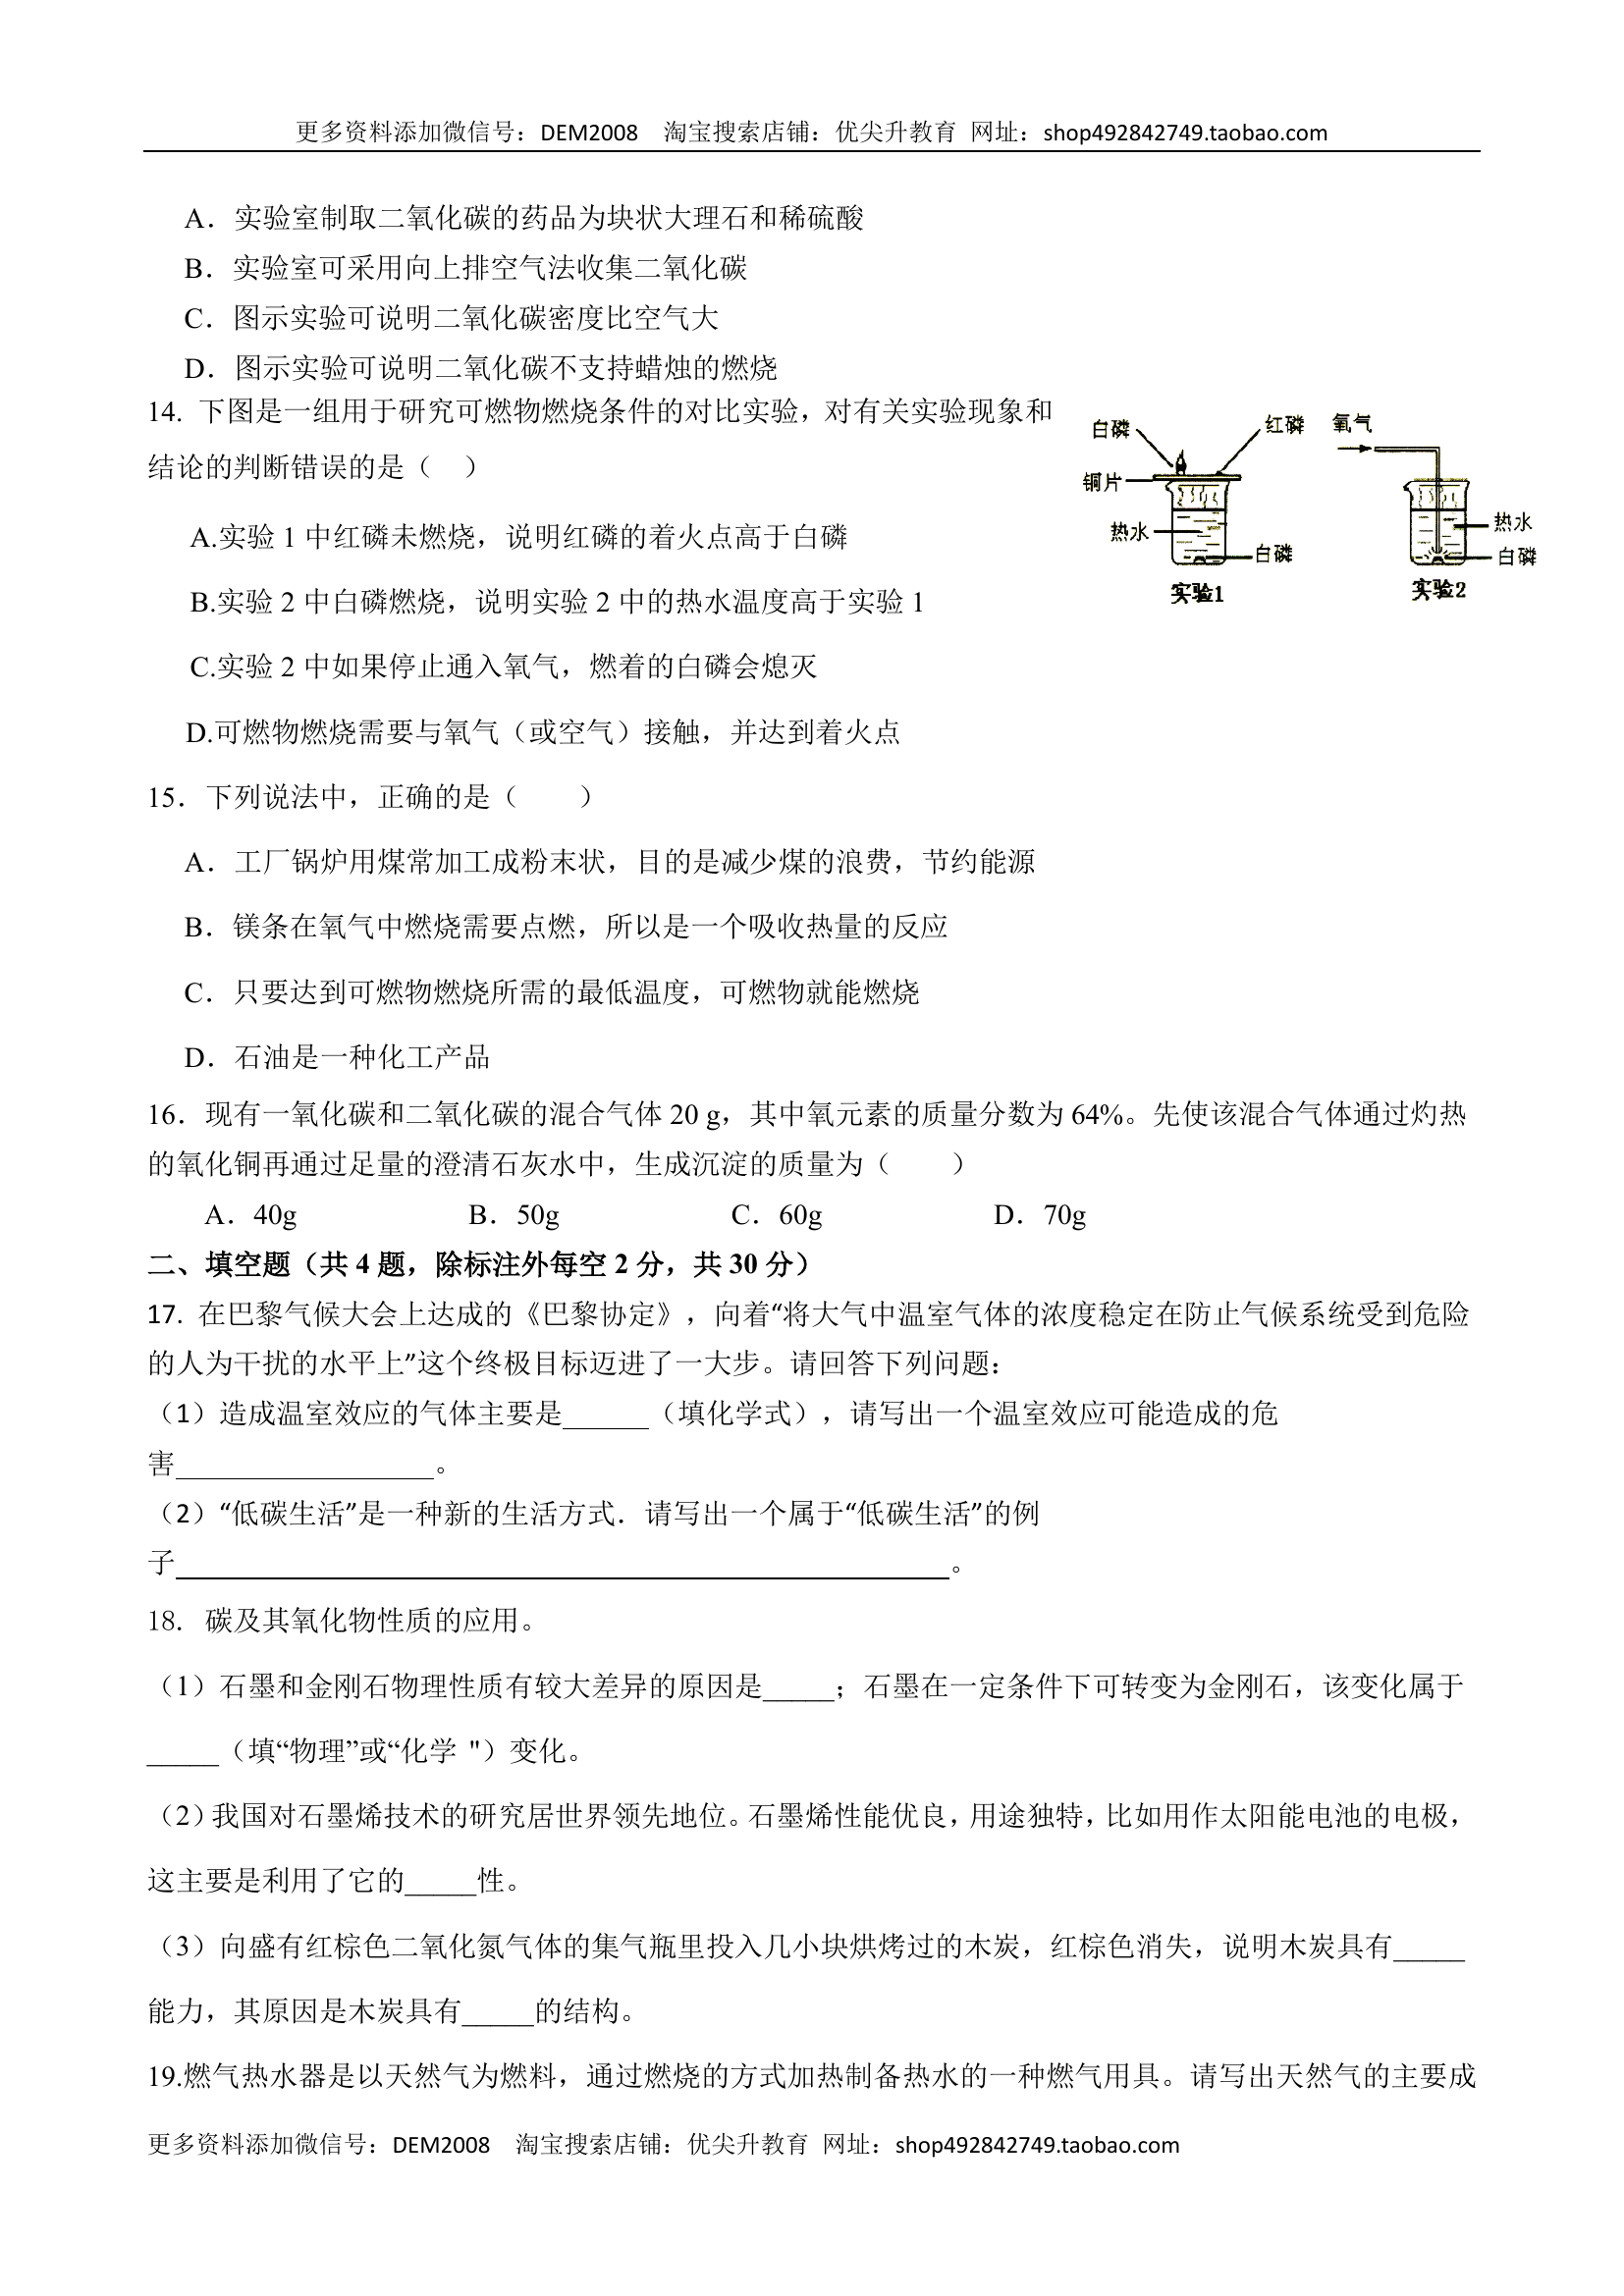 更多资料添加微信号：DEM2008　淘宝搜索店铺：优尖升教育 网址：shop492842749.taobao.com
A．实验室制取二氧化碳的药品为块状大理石和稀硫酸
B．实验室可采用向上排空气法收集二氧化碳
C．图示实验可说明二氧化碳密度比空气大
D．图示实验可说明二氧化碳不支持蜡烛的燃烧
14. 下图是一组用于研究可燃物燃烧条件的对比实验，对有关实验现象和
结论的判断错误的是（　）
白磷
红磷
铜片
热水
白磷
实验1
氧气
热水
白磷
实验2
A.实验 1 中红磷未燃烧，说明红磷的着火点高于白磷
B.实验 2 中白磷燃烧，说明实验 2 中的热水温度高于实验 1
C.实验 2 中如果停止通入氧气，燃着的白磷会熄灭
D.可燃物燃烧需要与氧气（或空气）接触，并达到着火点
15．下列说法中，正确的是（　　）
A．工厂锅炉用煤常加工成粉末状，目的是减少煤的浪费，节约能源
B．镁条在氧气中燃烧需要点燃，所以是一个吸收热量的反应
C．只要达到可燃物燃烧所需的最低温度，可燃物就能燃烧
D．石油是一种化工产品
16．现有一氧化碳和二氧化碳的混合气体 20 g，其中氧元素的质量分数为 64%。先使该混合气体通过灼热
的氧化铜再通过足量的澄清石灰水中，生成沉淀的质量为（　　）
A．40g　　B．50g　　C．60g　　D．70g
二、填空题（共 4 题，除标注外每空 2 分，共 30 分）
17. 在巴黎气候大会上达成的《巴黎协定》，向着“将大气中温室气体的浓度稳定在防止气候系统受到危险
的人为干扰的水平上”这个终极目标迈进了一大步。请回答下列问题：
（1）造成温室效应的气体主要是______（填化学式），请写出一个温室效应可能造成的危
害__________________。
（2）“低碳生活”是一种新的生活方式．请写出一个属于“低碳生活”的例
子______________________________________________________。
18．碳及其氧化物性质的应用。
（1）石墨和金刚石物理性质有较大差异的原因是_____；石墨在一定条件下可转变为金刚石，该变化属于
_____（填“物理”或“化学 "）变化。
（2）我国对石墨烯技术的研究居世界领先地位。石墨烯性能优良，用途独特，比如用作太阳能电池的电极，
这主要是利用了它的_____性。
（3）向盛有红棕色二氧化氮气体的集气瓶里投入几小块烘烤过的木炭，红棕色消失，说明木炭具有_____
能力，其原因是木炭具有_____的结构。
19.燃气热水器是以天然气为燃料，通过燃烧的方式加热制备热水的一种燃气用具。请写出天然气的主要成
更多资料添加微信号：DEM2008　淘宝搜索店铺：优尖升教育 网址：shop492842749.taobao.com